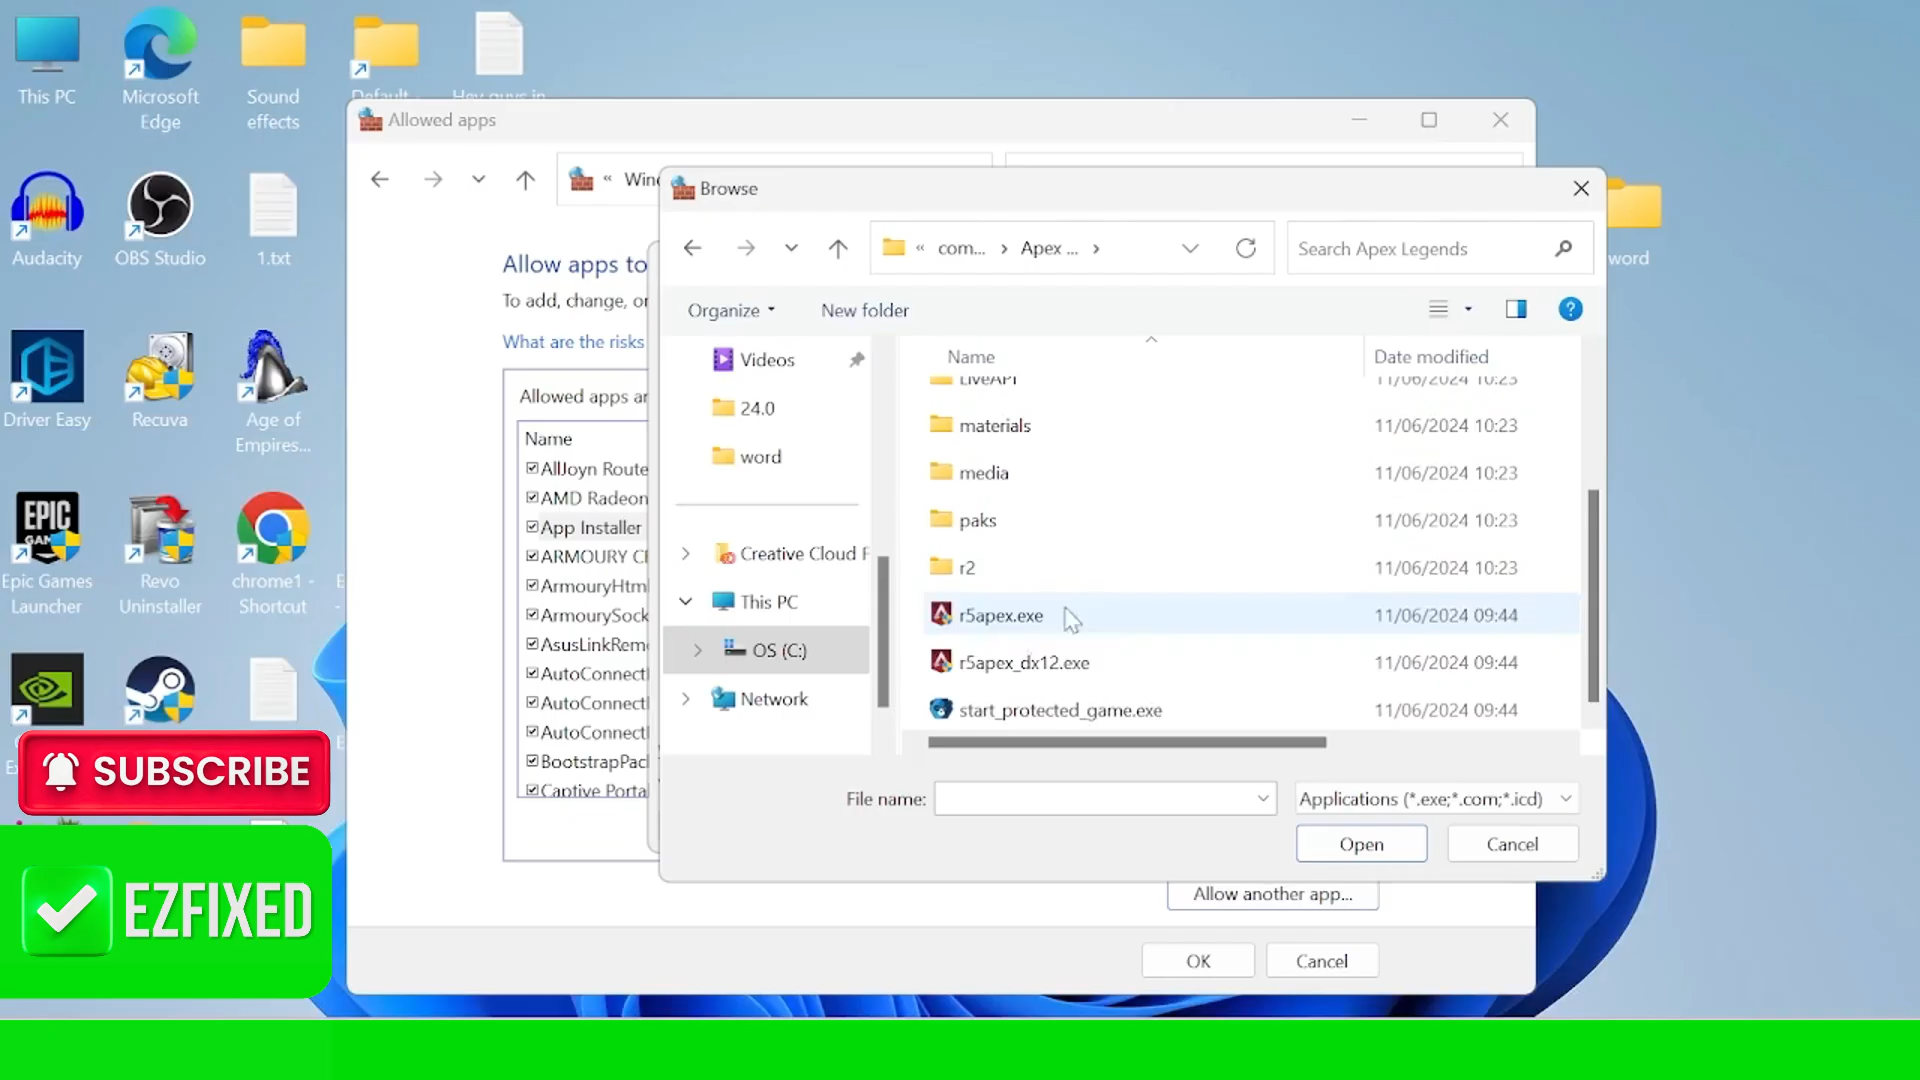 This PC
Microsoft
Edge
Sound
effects
Default -
Hey guys in
Audacity
OBS Studio
1.txt
word
Driver Easy
Recuva
Age of
Empires...
EPIC
Epic Games
Launcher
Revo
Uninstaller
chrome1 -
Shortcut
Allowed apps
«
Allow apps to
To add, change, or
What are the risks
Allowed apps
Name
AllJoyn Route
AMD Radeon
App Installer
ARMOURY
ArmouryHtml
ArmourySock
AsusLinkRem
AutoConnect
AutoConnect
AutoConnect
Captive Porta
Allow another app...
OK
Cancel
Browse
« com... › Apex ... ›
Search Apex Legends
Organize
New folder
Videos
24.0
word
Creative Cloud F
This PC
OS (C:)
Network
Name
Date modified
LiveAPI
11/06/2024 10:23
materials
11/06/2024 10:23
media
11/06/2024 10:23
paks
11/06/2024 10:23
r2
11/06/2024 10:23
r5apex.exe
11/06/2024 09:44
r5apex_dx12.exe
11/06/2024 09:44
start_protected_game.exe
11/06/2024 09:44
File name:
Applications (*.exe;*.com;*.icd)
Open
Cancel
SUBSCRIBE
EZFIXED